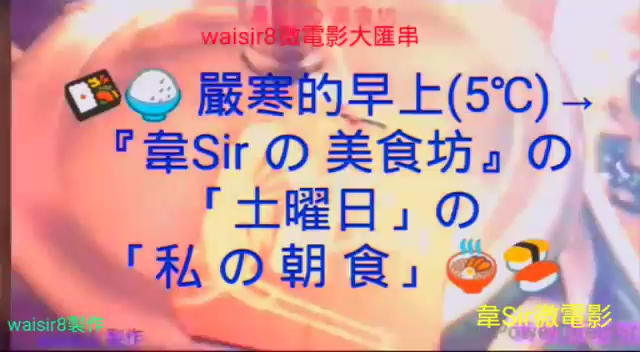 waisir8微電影大匯串
🍱🍚 嚴寒的早上(5℃)→
『韋Sir の 美食坊』の
「土曜日」の
「私 の 朝 食」🍜🍣
waisir8製作
韋Sir微電影
製作